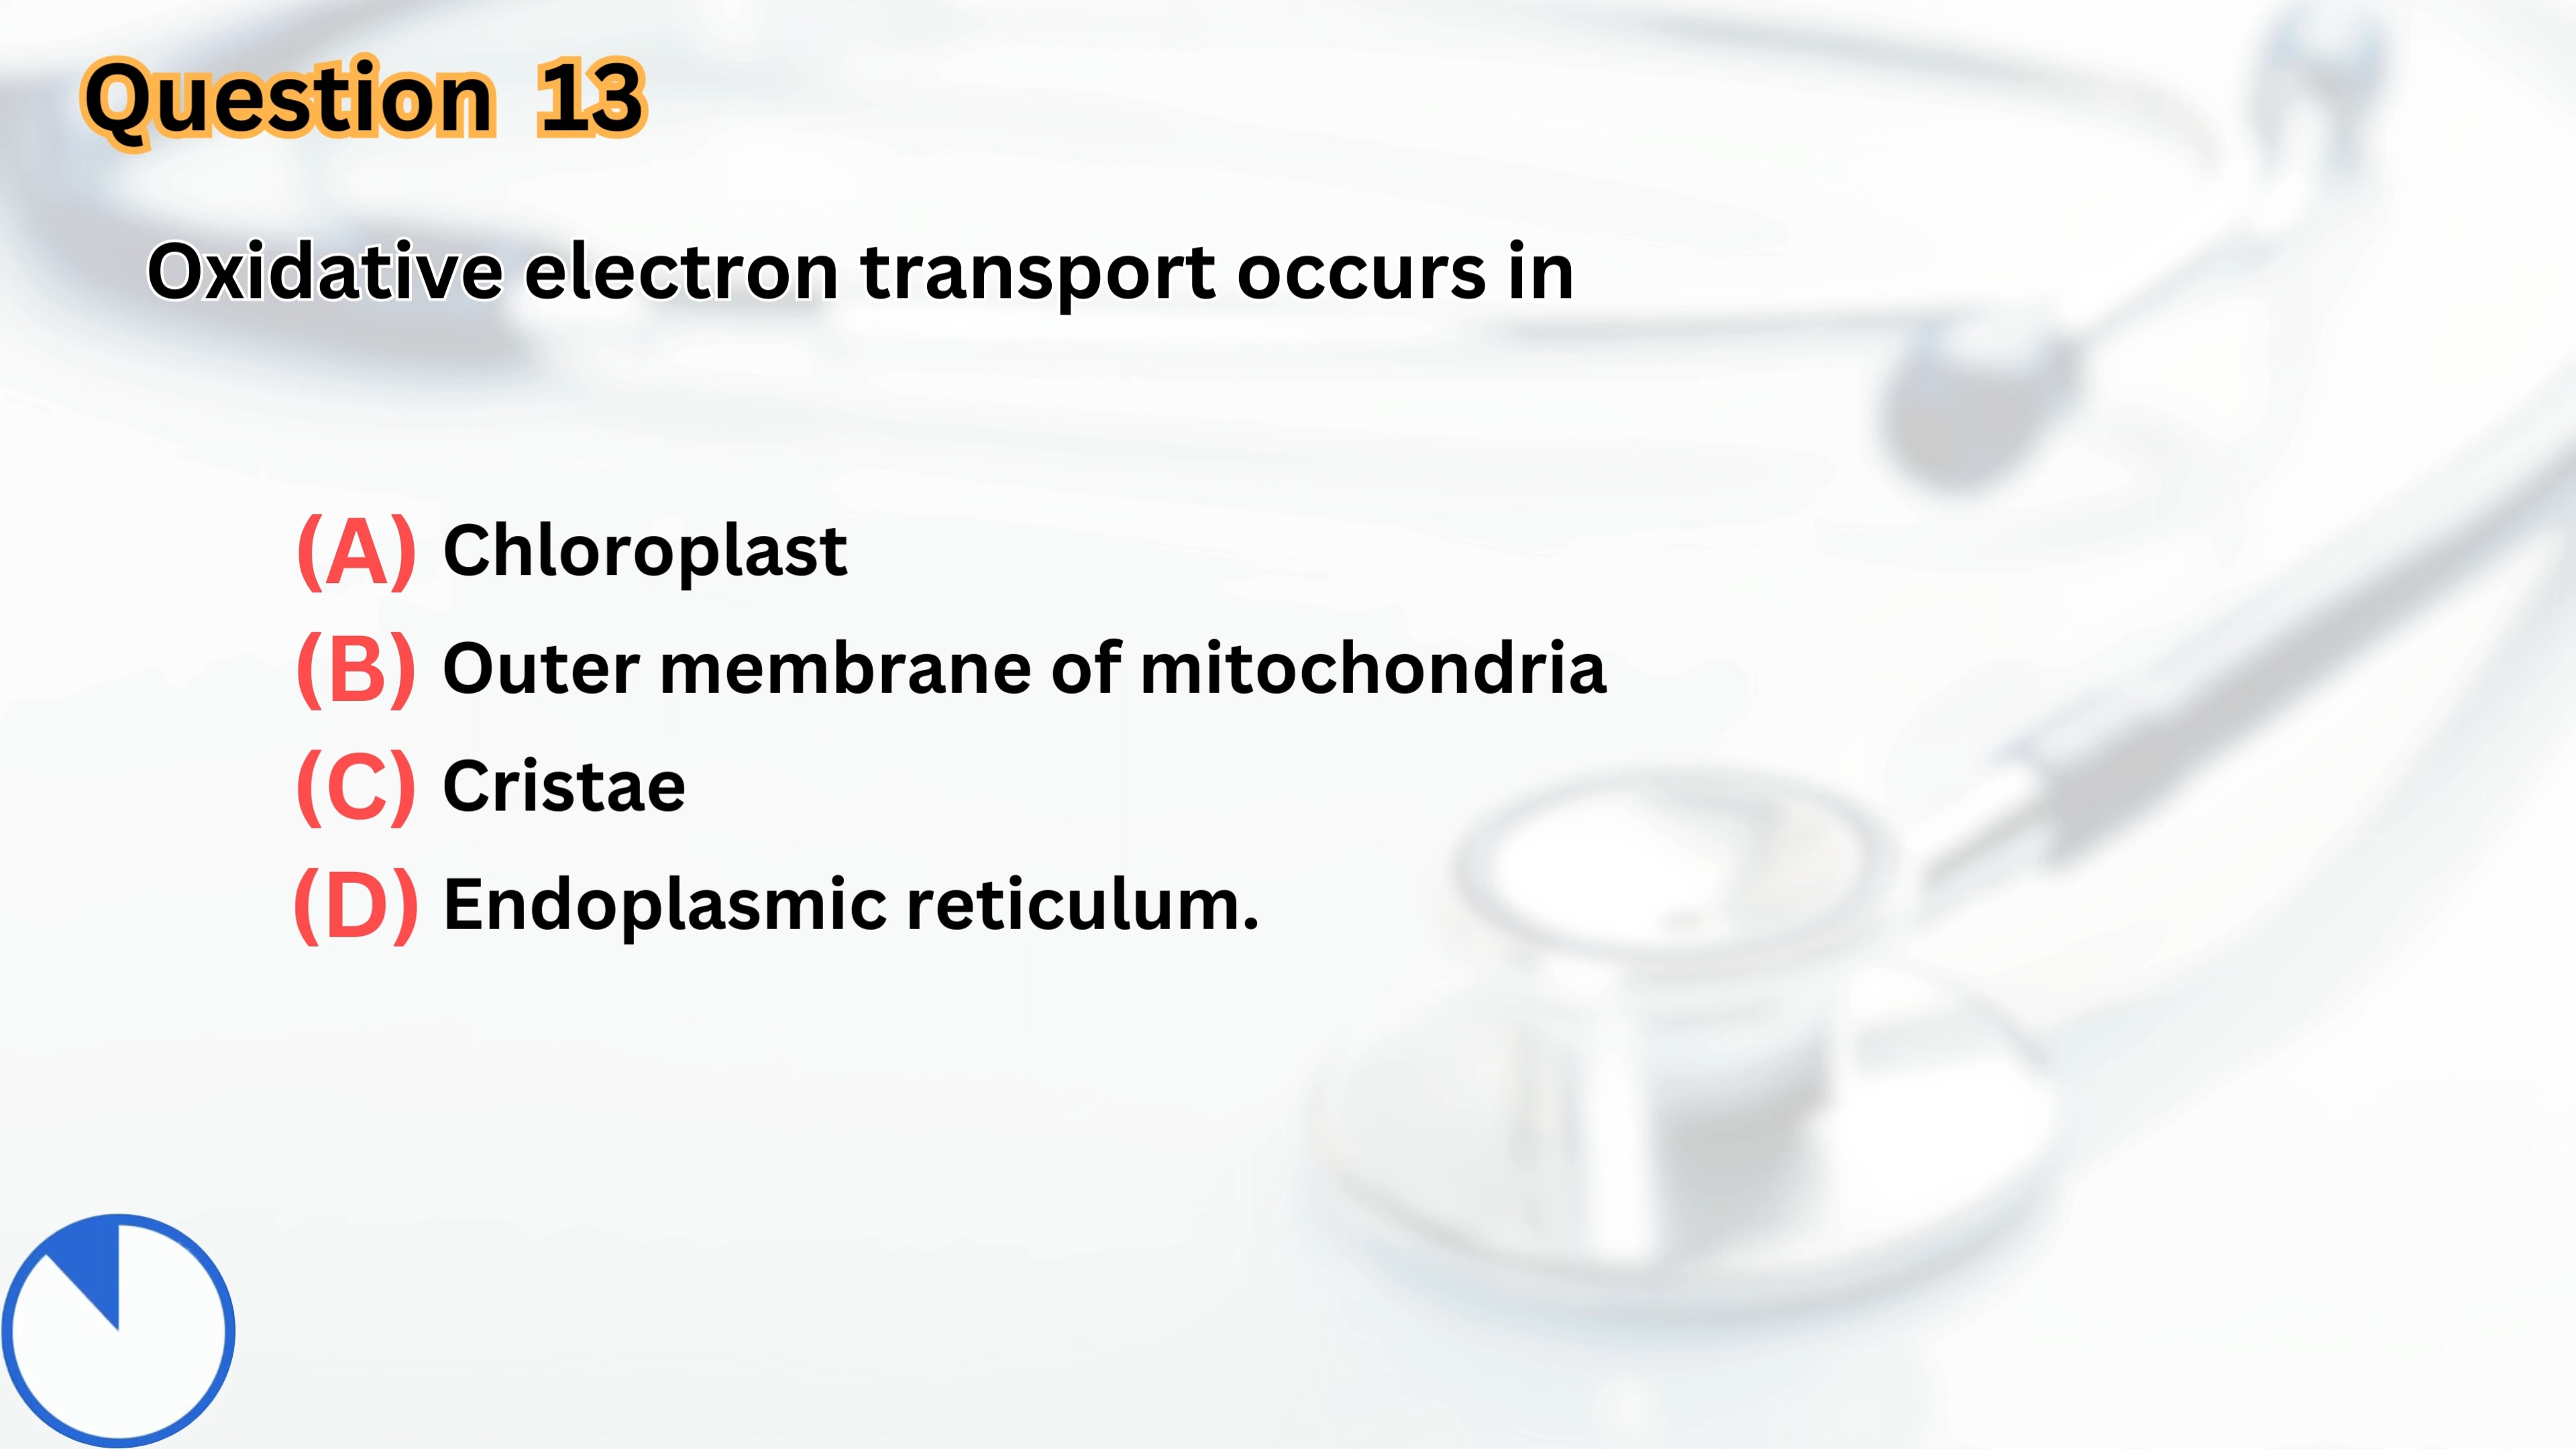 Question 13
Oxidative electron transport occurs in
(A) Chloroplast
(B) Outer membrane of mitochondria
(C) Cristae
(D) Endoplasmic reticulum.